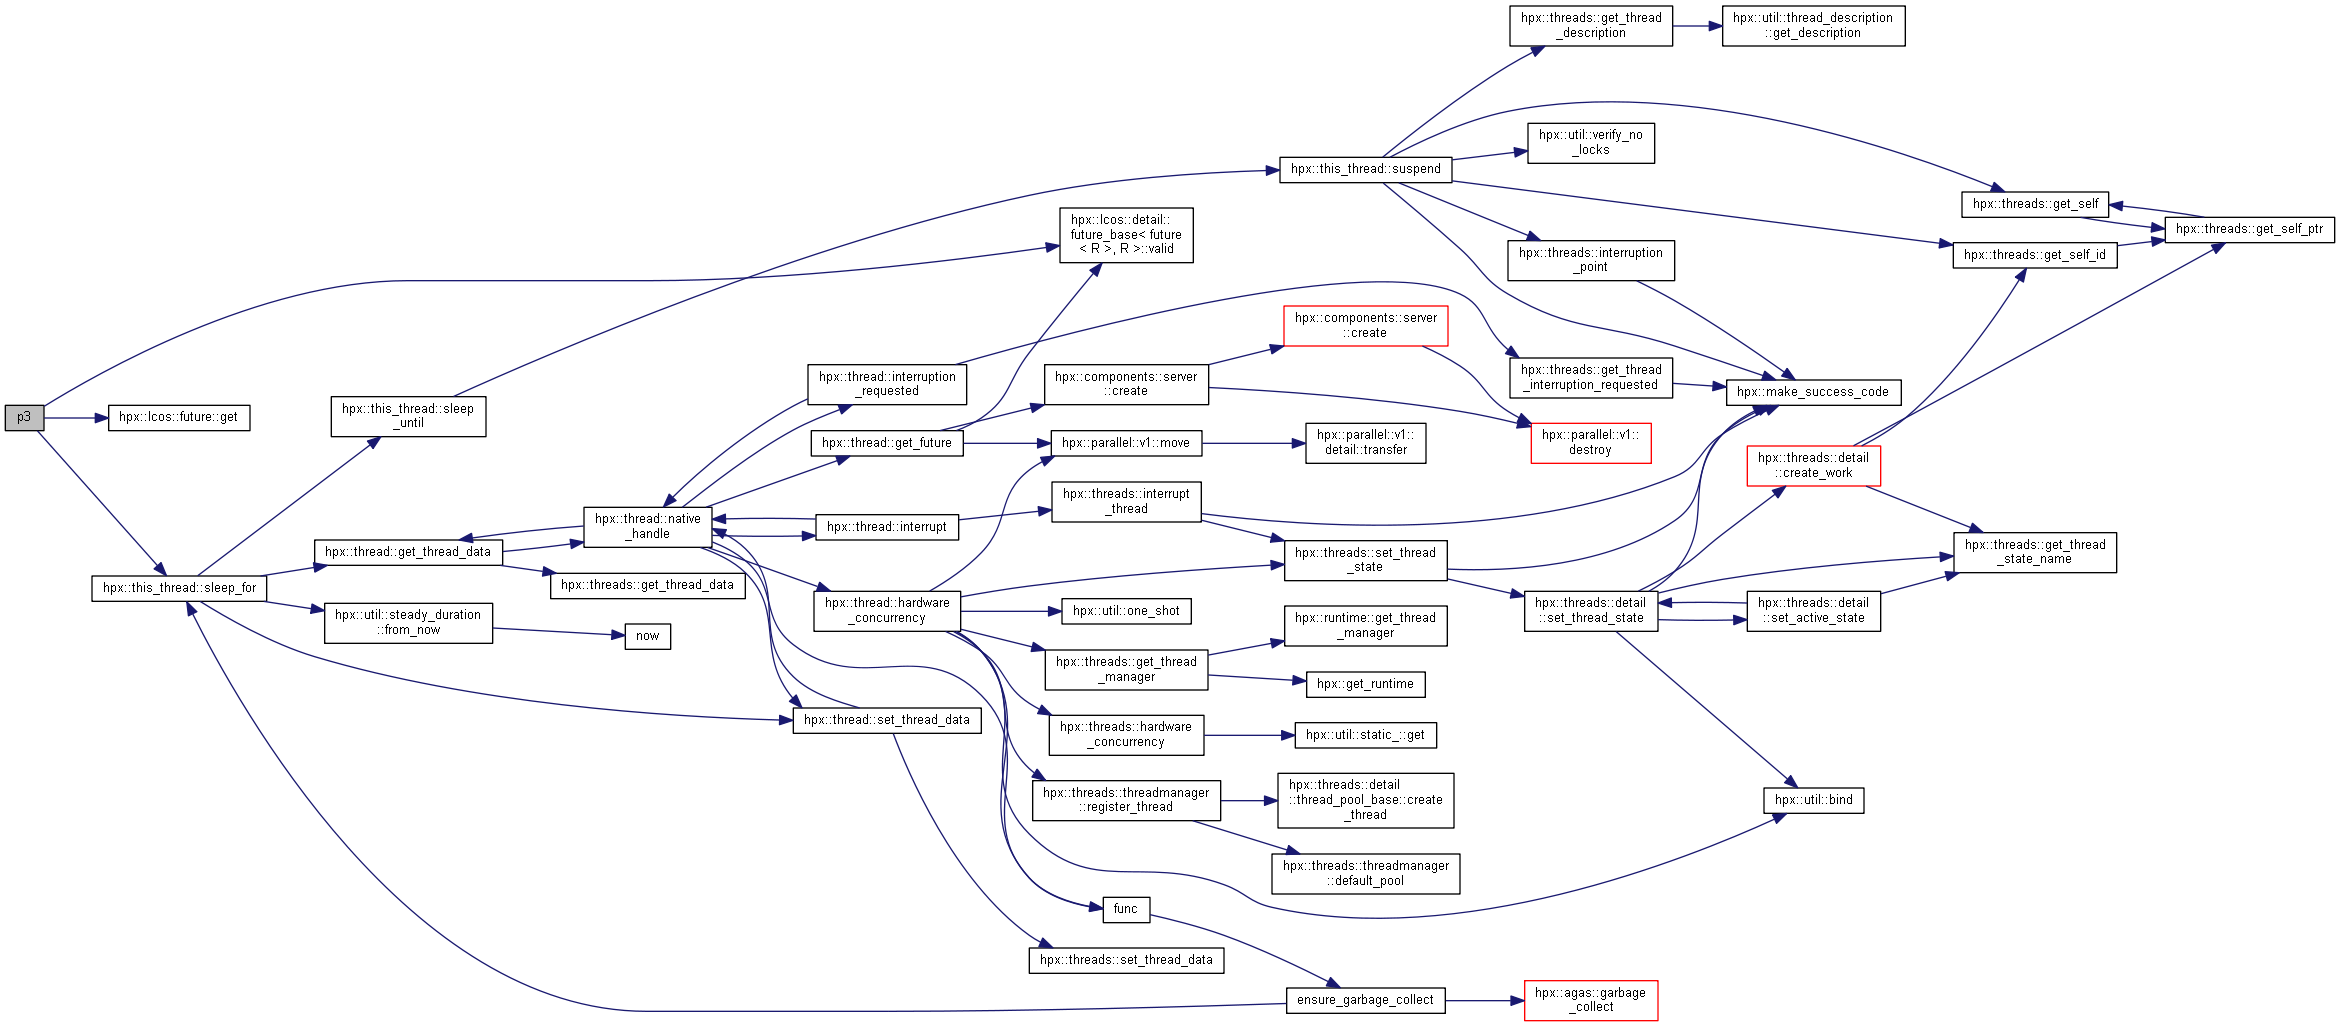 p3
hpx::lcos::future::get
hpx::this_thread::sleep_for
hpx::this_thread::sleep
_until
hpx::thread::get_thread_data
hpx::util::steady_duration
::from_now
hpx::thread::native
_handle
hpx::threads::get_thread_data
now
hpx::thread::interruption
_requested
hpx::thread::get_future
hpx::thread::interrupt
hpx::thread::hardware
_concurrency
hpx::thread::set_thread_data
hpx::lcos::detail::
future_base< future
< R >, R >::valid
hpx::components::server
::create
hpx::parallel::v1::move
hpx::threads::interrupt
_thread
hpx::util::one_shot
hpx::threads::get_thread
_manager
hpx::threads::hardware
_concurrency
hpx::threads::threadmanager
::register_thread
func
hpx::threads::set_thread_data
hpx::this_thread::suspend
hpx::components::server
::create
hpx::parallel::v1::
detail::transfer
hpx::threads::set_thread
_state
hpx::runtime::get_thread
_manager
hpx::get_runtime
hpx::util::static_::get
hpx::threads::detail
::thread_pool_base::create
_thread
hpx::threads::threadmanager
::default_pool
ensure_garbage_collect
hpx::threads::get_thread
_description
hpx::util::verify_no
_locks
hpx::threads::interruption
_point
hpx::threads::get_thread
_interruption_requested
hpx::parallel::v1::
destroy
hpx::threads::detail
::set_thread_state
hpx::agas::garbage
_collect
hpx::util::thread_description
::get_description
hpx::make_success_code
hpx::threads::detail
::create_work
hpx::threads::detail
::set_active_state
hpx::util::bind
hpx::threads::get_self
hpx::threads::get_self_id
hpx::threads::get_thread
_state_name
hpx::threads::get_self_ptr